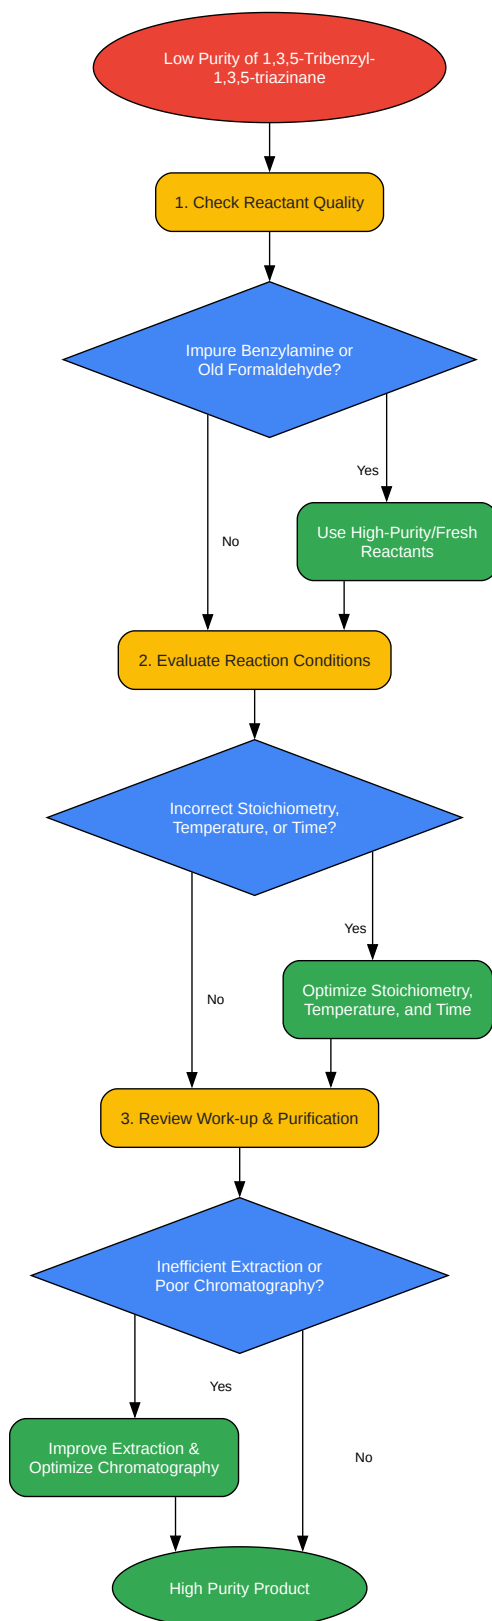 Low Purity of 1,3,5-Tribenzyl-
1,3,5-triazinane
1. Check Reactant Quality
Impure Benzylamine or
Old Formaldehyde?
Yes
No
Use High-Purity/Fresh
Reactants
2. Evaluate Reaction Conditions
Incorrect Stoichiometry,
Temperature, or Time?
Yes
No
Optimize Stoichiometry,
Temperature, and Time
3. Review Work-up & Purification
Inefficient Extraction or
Poor Chromatography?
Yes
Improve Extraction &
Optimize Chromatography
No
High Purity Product